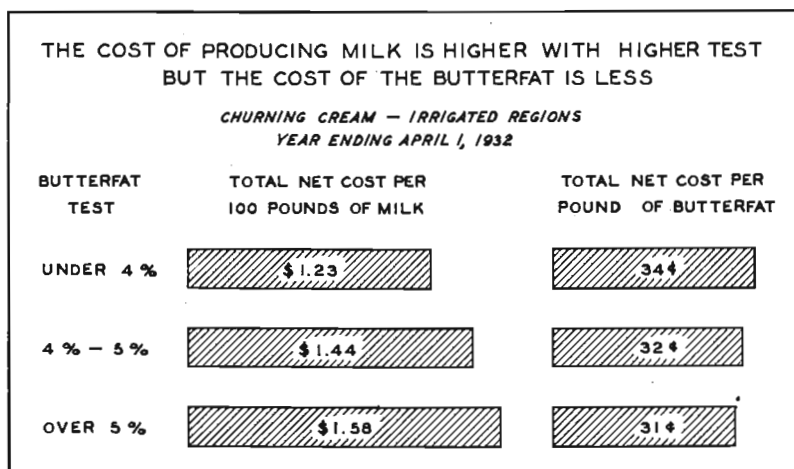 THE COST OF PRODUCING MILK IS HIGHER WITH HIGHER TEST
BUT THE COST OF THE BUTTERFAT IS LESS
CHURNING CREAM — IRRIGATED REGIONS
YEAR ENDING APRIL 1, 1932
BUTTERFAT TEST
TOTAL NET COST PER
100 POUNDS OF MILK
TOTAL NET COST PER
POUND OF BUTTERFAT
UNDER 4% $1.23 34¢
4% — 5% $1.44 32¢
OVER 5% $1.58 31¢